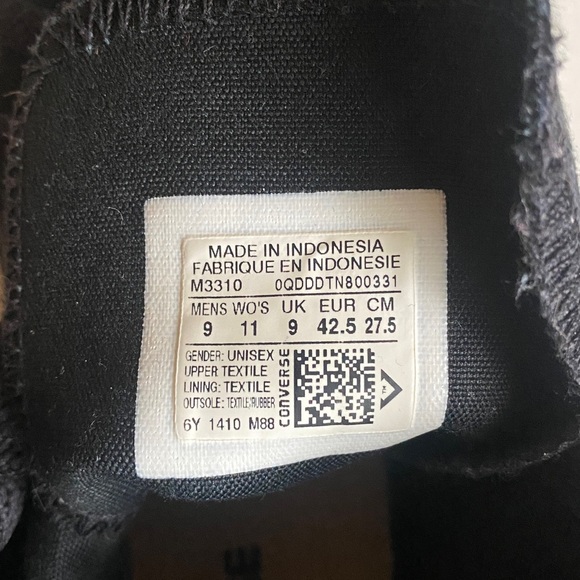 MADE IN INDONESIA
FABRIQUE EN INDONESIE
M3310 0QDDDTN800331
MENS WO'S UK EUR CM
9 11 9 42.5 27.5
GENDER: UNISEX
UPPER TEXTILE
LINING: TEXTILE
OUTSOLE: TEXTILE/RUBBER
6Y 1410 M88
CONVERSE
TM